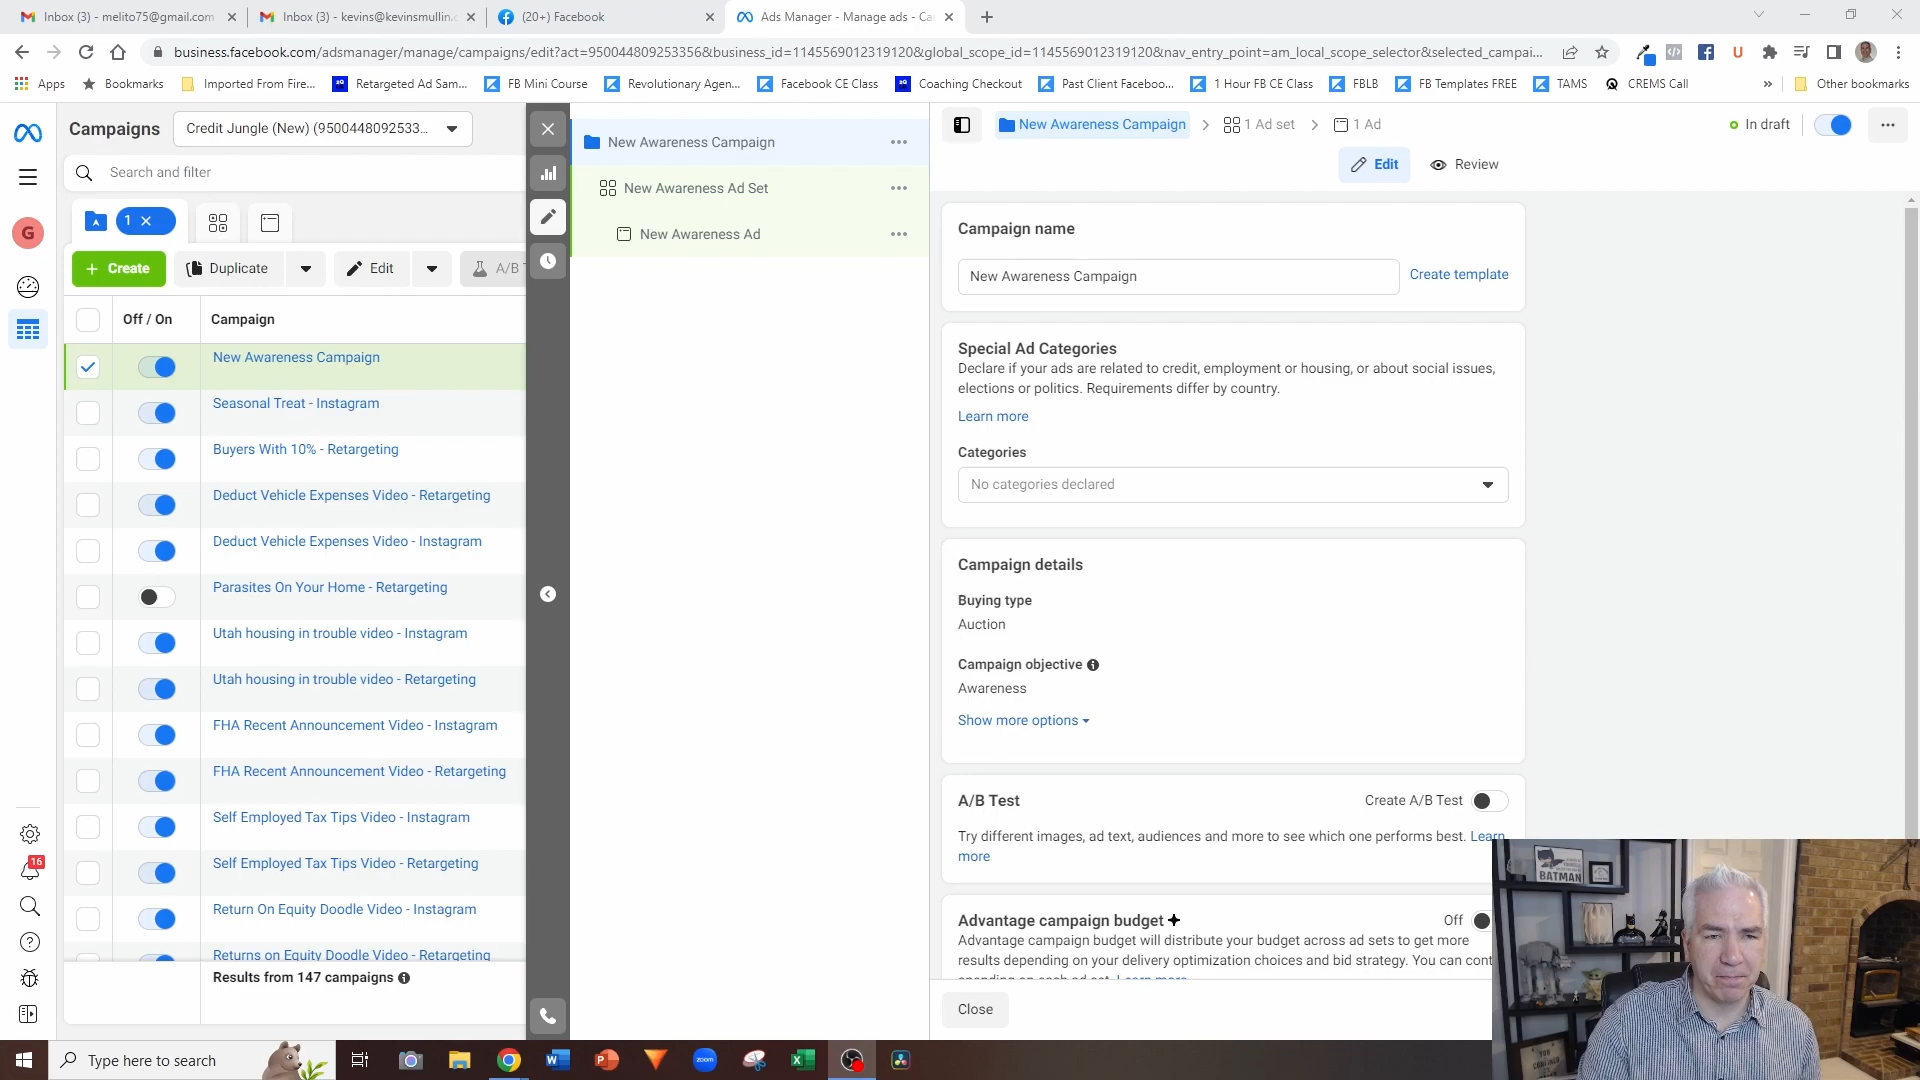 Inbox (3) - melito75@gmail.com
Inbox (3) - kevins@kevinsmullin.c
(20+) Facebook
Ads Manager - Manage ads - Ca
business.facebook.com/adsmanager/manage/campaigns/edit?act=950044809253356&business_id=1145569012319120&global_scope_id=1145569012319120&nav_entry_point=am_local_scope_selector&selected_campai...
Apps
Bookmarks
Imported From Fire...
Retargeted Ad Sam...
FB Mini Course
Revolutionary Agen...
Facebook CE Class
Coaching Checkout
Past Client Faceboo...
1 Hour FB CE Class
FBLB
FB Templates FREE
TAMS
CREMS Call
»
Other bookmarks
Campaigns
Credit Jungle (New) (9500448092533...
Search and filter
1
Create
Duplicate
Edit
A/B T
Off / On
Campaign
New Awareness Campaign
Seasonal Treat - Instagram
Buyers With 10% - Retargeting
Deduct Vehicle Expenses Video - Retargeting
Deduct Vehicle Expenses Video - Instagram
Parasites On Your Home - Retargeting
Utah housing in trouble video - Instagram
Utah housing in trouble video - Retargeting
FHA Recent Announcement Video - Instagram
FHA Recent Announcement Video - Retargeting
Self Employed Tax Tips Video - Instagram
Self Employed Tax Tips Video - Retargeting
Return On Equity Doodle Video - Instagram
Returns on Equity Doodle Video - Retargeting
Results from 147 campaigns
G
16
New Awareness Campaign
New Awareness Ad Set
New Awareness Ad
New Awareness Campaign
1 Ad set
1 Ad
In draft
Edit
Review
Campaign name
New Awareness Campaign
Create template
Special Ad Categories
Declare if your ads are related to credit, employment or housing, or about social issues,
elections or politics. Requirements differ by country.
Learn more
Categories
No categories declared
Campaign details
Buying type
Auction
Campaign objective
Awareness
Show more options
A/B Test
Create A/B Test
Try different images, ad text, audiences and more to see which one performs best. Learn
more
Advantage campaign budget
Off
Advantage campaign budget will distribute your budget across ad sets to get more
results depending on your delivery optimization choices and bid strategy. You can cont
spending on each ad set. Learn more
Close
BATMAN
Type here to search
zoom